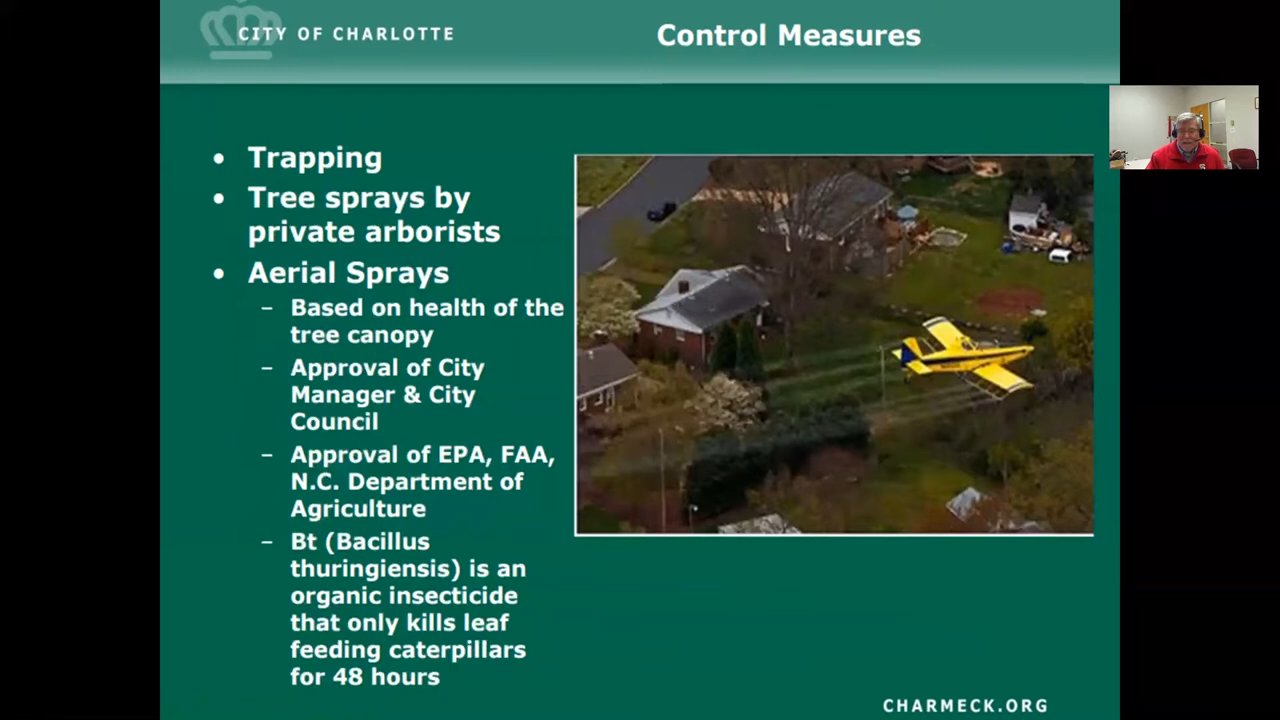 CITY OF CHARLOTTE
Control Measures
• Trapping
• Tree sprays by
private arborists
• Aerial Sprays
– Based on health of the
tree canopy
– Approval of City
Manager & City
Council
– Approval of EPA, FAA,
N.C. Department of
Agriculture
– Bt (Bacillus
thuringiensis) is an
organic insecticide
that only kills leaf
feeding caterpillars
for 48 hours
CHARMECK.ORG